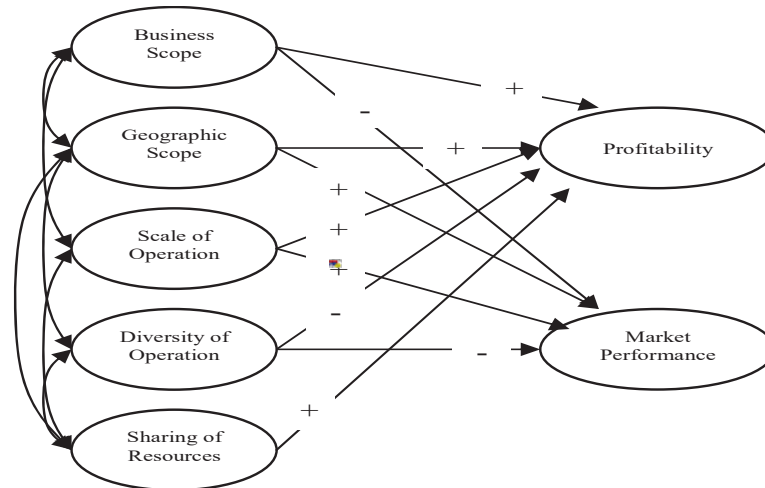 Business
Scope
+
-
Geographic
Scope
+
Profitability
+
Scale of
Operation
+
+
Diversity of
Operation
-
-
Market
Performance
+
Sharing of
Resources